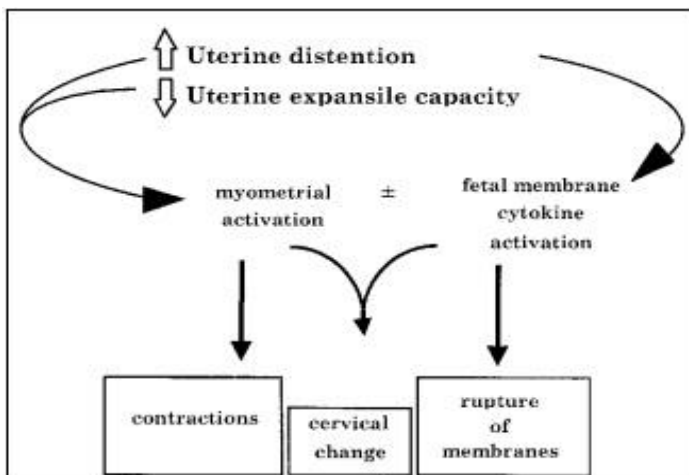 Uterine distention
Uterine expansile capacity
myometrial
activation
±
fetal membrane
cytokine
activation
contractions
cervical
change
rupture
of
membranes